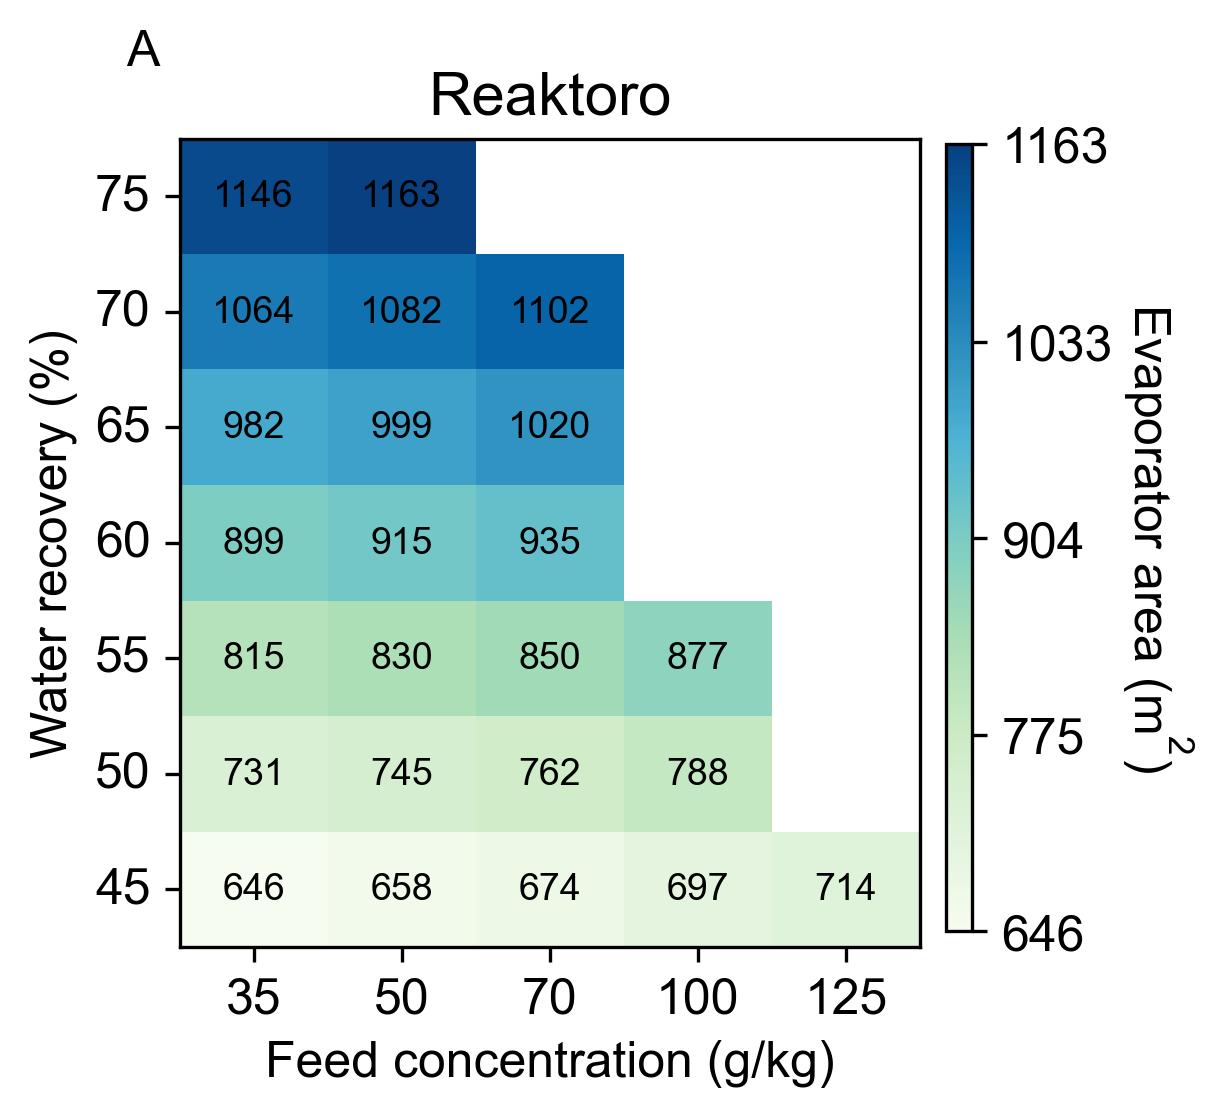 A
Reaktoro
75 1146 1163
70 1064 1082 1102
65 982 999 1020
60 899 915 935
55 815 830 850 877
50 731 745 762 788
45 646 658 674 697 714
35 50 70 100 125
Feed concentration (g/kg)
Water recovery (%)
1163
1033
904
775
646
Evaporator area (m²)